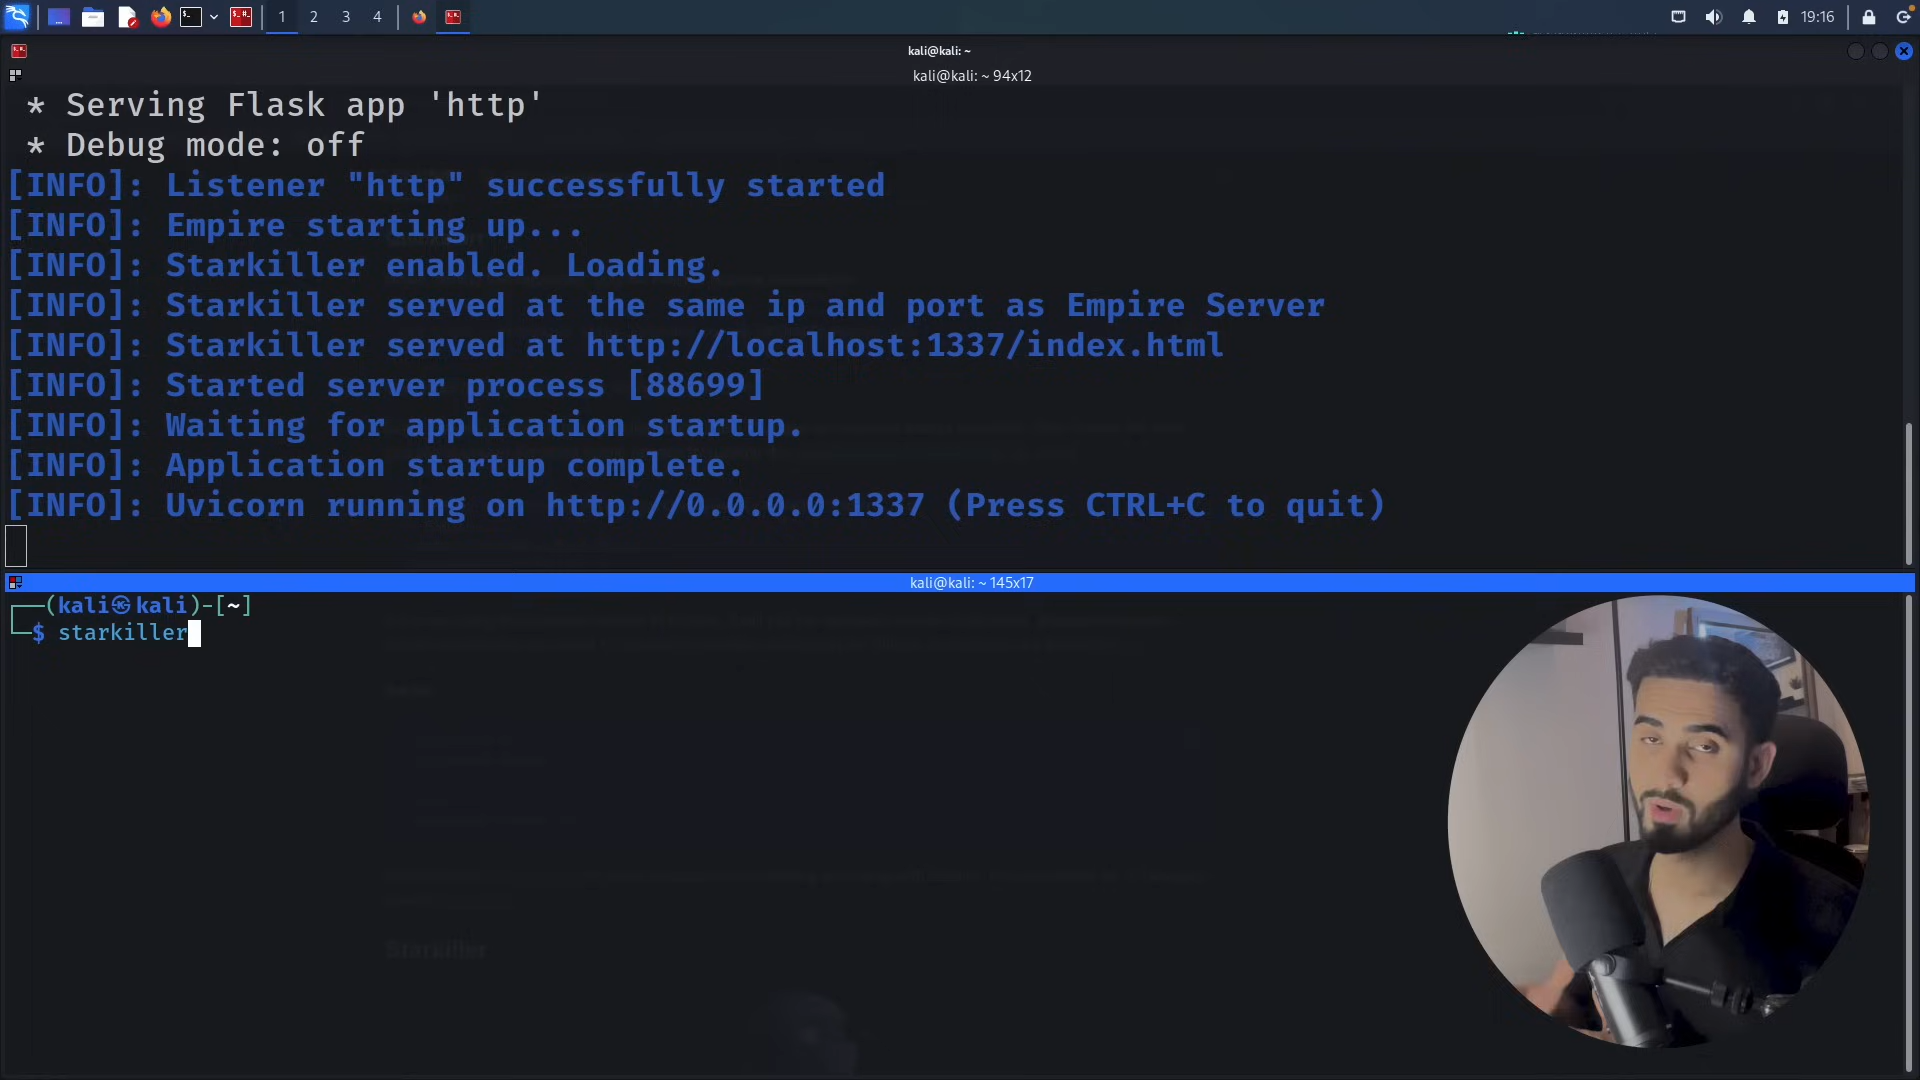 1 2 3 4
19:16
kali@kali: ~
kali@kali: ~ 94x12
* Serving Flask app 'http'
* Debug mode: off
[INFO]: Listener "http" successfully started
[INFO]: Empire starting up...
[INFO]: Starkiller enabled. Loading.
[INFO]: Starkiller served at the same ip and port as Empire Server
[INFO]: Starkiller served at http://localhost:1337/index.html
[INFO]: Started server process [88699]
[INFO]: Waiting for application startup.
[INFO]: Application startup complete.
[INFO]: Uvicorn running on http://0.0.0.0:1337 (Press CTRL+C to quit)
kali@kali: ~ 145x17
┌──(kali㉿kali)-[~]
└─$ starkiller
Starkiller